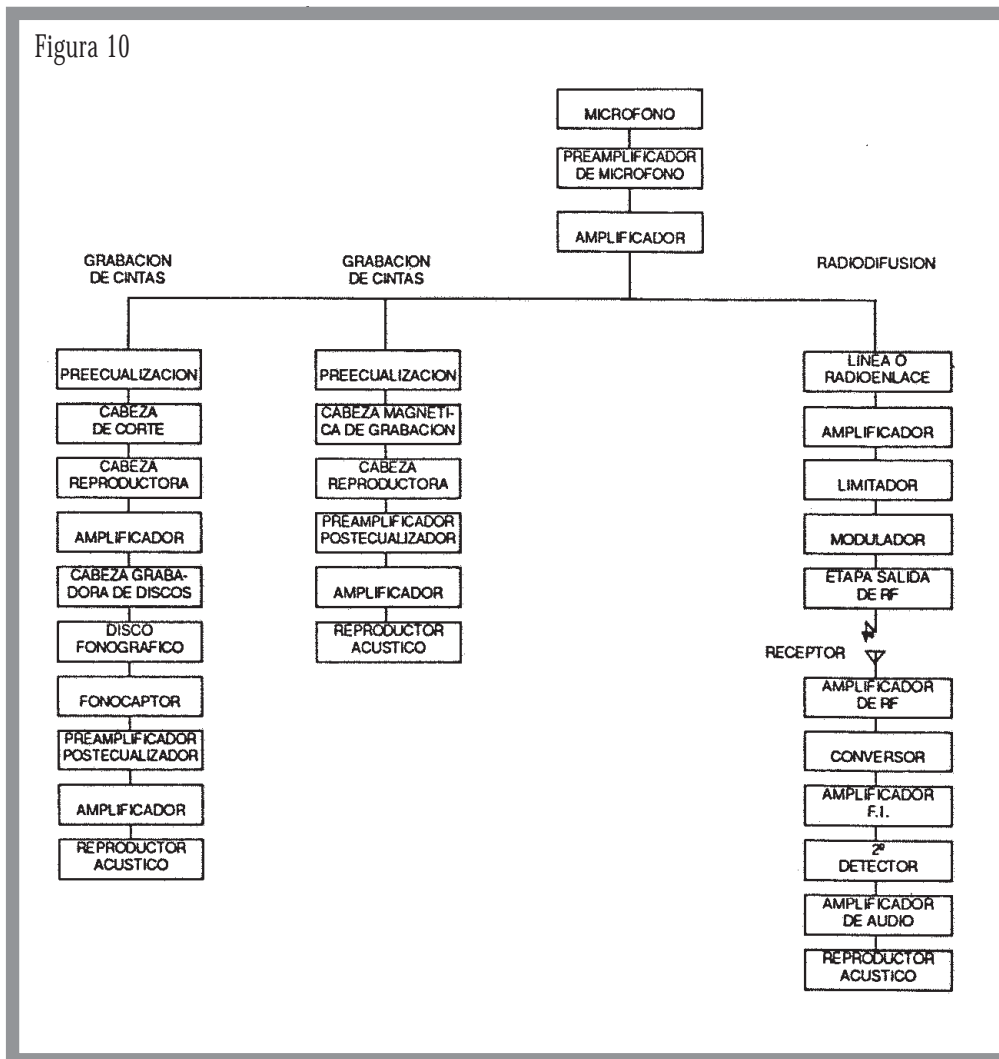 Figura 10
MICROFONO
PREAMPLIFICADOR
DE MICROFONO
AMPLIFICADOR
GRABACION
DE CINTAS
PREECUALIZACION
CABEZA
DE CORTE
CABEZA
REPRODUCTORA
AMPLIFICADOR
CABEZA GRABA-
DORA DE DISCOS
DISCO
FONOGRAFICO
FONOCAPTOR
PREAMPLIFICADOR
POSTECUALIZADOR
AMPLIFICADOR
REPRODUCTOR
ACUSTICO
GRABACION
DE CINTAS
PREECUALIZACION
CABEZA MAGNETI-
CA DE GRABACION
CABEZA
REPRODUCTORA
PREAMPLIFICADOR
POSTECUALIZADOR
AMPLIFICADOR
REPRODUCTOR
ACUSTICO
RADIODIFUSION
LINEA O
RADIOENLACE
AMPLIFICADOR
LIMITADOR
MODULADOR
ETAPA SALIDA
DE RF
RECEPTOR
AMPLIFICADOR
DE RF
CONVERSOR
AMPLIFICADOR
F.I.
2º
DETECTOR
AMPLIFICADOR
DE AUDIO
REPRODUCTOR
ACUSTICO